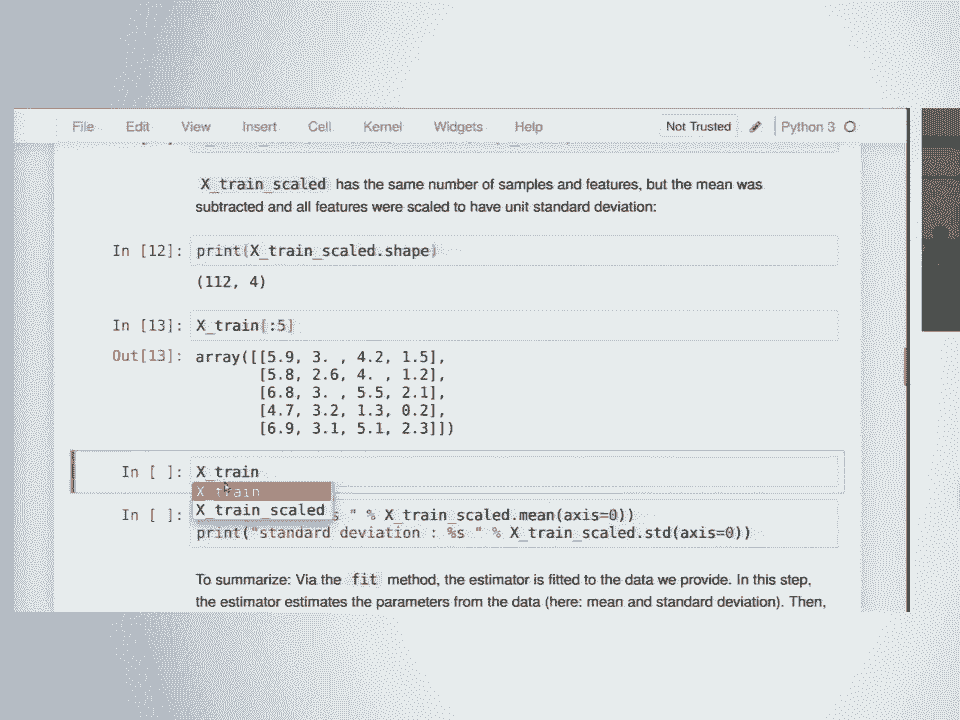 File Edit View Insert Cell Kernel Widgets Help Not Trusted Python 3
X_train_scaled has the same number of samples and features, but the mean was
subtracted and all features were scaled to have unit standard deviation:
In [12]: print(X_train_scaled.shape)
(112, 4)
In [13]: X_train[:5]
Out[13]: array([[5.9, 3. , 4.2, 1.5],
[5.8, 2.6, 4. , 1.2],
[6.8, 3. , 5.5, 2.1],
[4.7, 3.2, 1.3, 0.2],
[6.9, 3.1, 5.1, 2.3]])
In [ ]: X_train
X_train
X_train_scaled
In [ ]: s " % X_train_scaled.mean(axis=0))
print("standard deviation : %s " % X_train_scaled.std(axis=0))
To summarize: Via the fit method, the estimator is fitted to the data we provide. In this step,
the estimator estimates the parameters from the data (here: mean and standard deviation). Then,